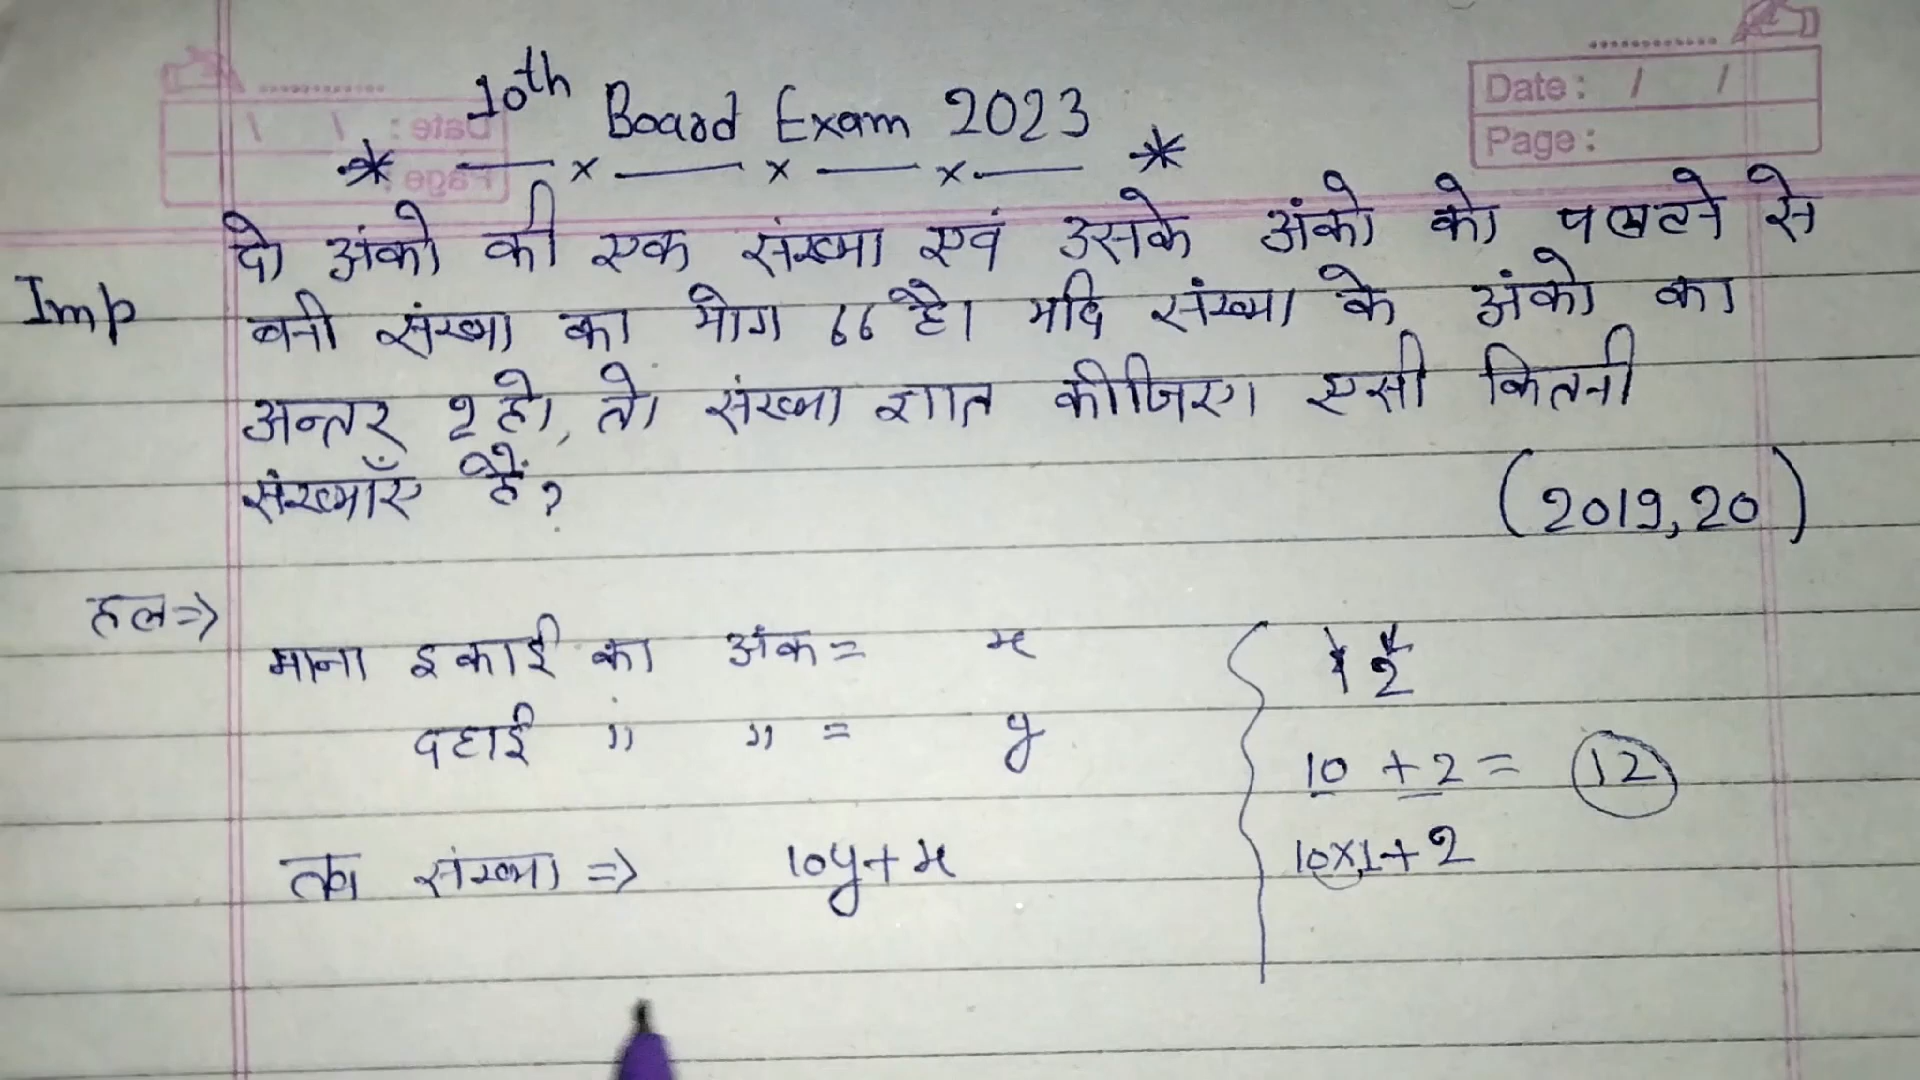 10th Board Exam 2023
Date: / /
Page:
* — × — × — × — *
दो अंको की एक संख्या एवं उसके अंको को पलटने से
Imp बनी संख्या का योग 66 है। यदि संख्या के अंको का
अन्तर 2 हो, तो संख्या ज्ञात कीजिए। एसी कितनी
संख्याएँ हैं?
(2019, 20)
हल=>
माना इकाई का अंक = x
दहाई " " = y
तब संख्या => 10y+x
12
10 + 2 = 12
10×1+2